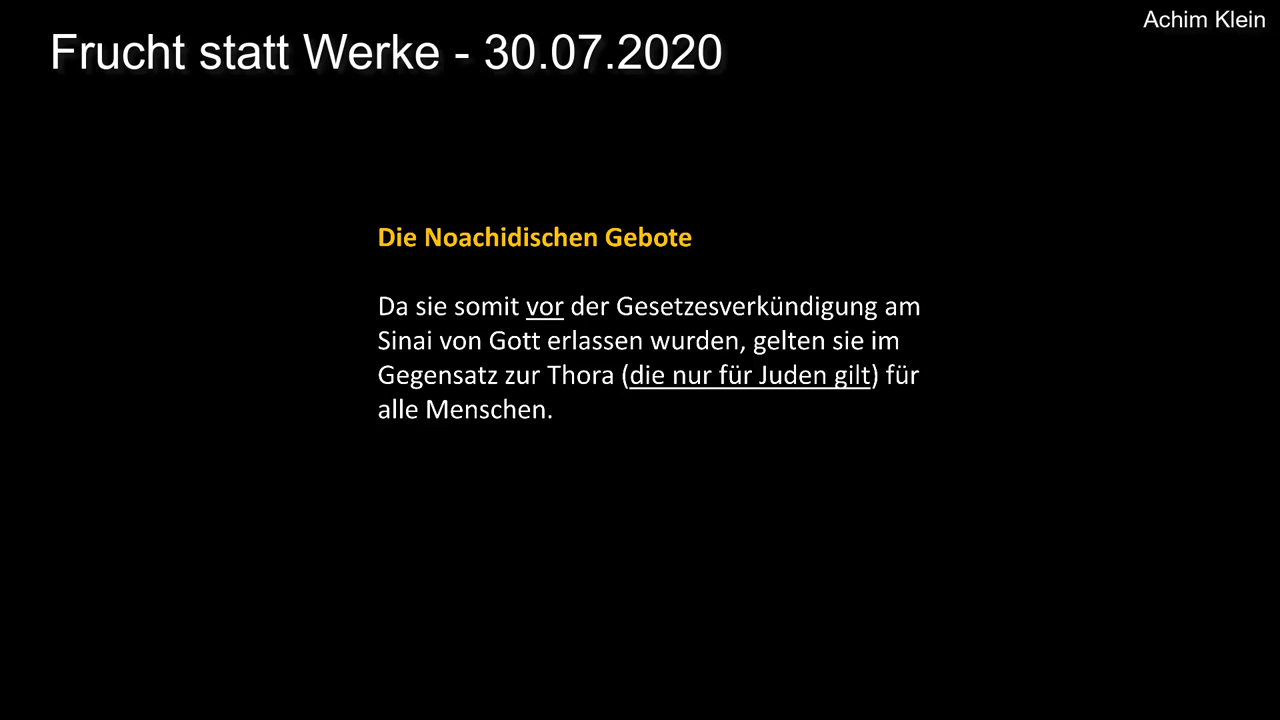 Achim Klein
Frucht statt Werke - 30.07.2020
Die Noachidischen Gebote
Da sie somit vor der Gesetzesverkündigung am
Sinai von Gott erlassen wurden, gelten sie im
Gegensatz zur Thora (die nur für Juden gilt) für
alle Menschen.